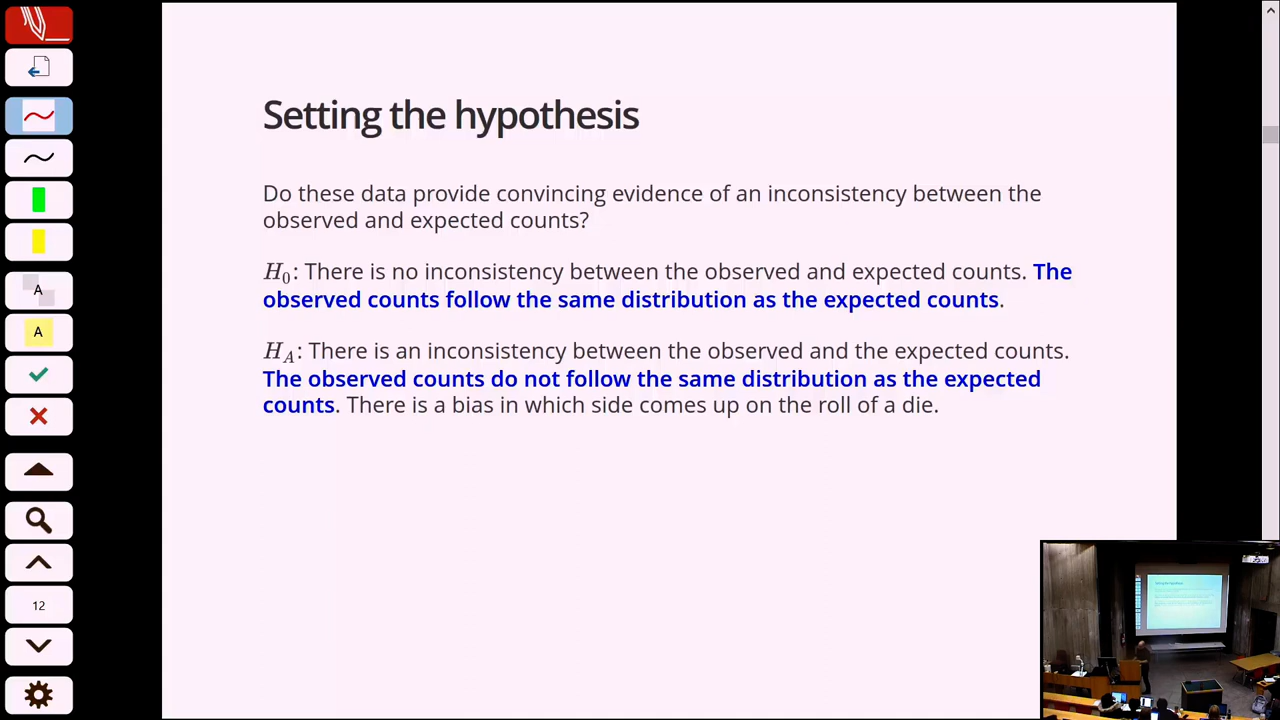 Setting the hypothesis
Do these data provide convincing evidence of an inconsistency between the
observed and expected counts?
H₀: There is no inconsistency between the observed and expected counts. The
observed counts follow the same distribution as the expected counts.
H_A: There is an inconsistency between the observed and the expected counts.
The observed counts do not follow the same distribution as the expected
counts. There is a bias in which side comes up on the roll of a die.
A
A
12